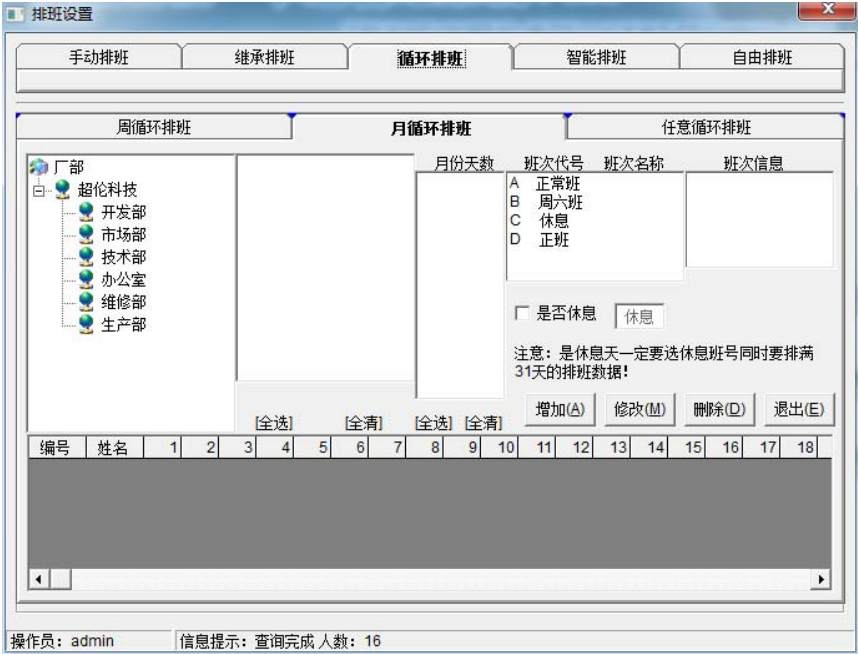 排班设置
手动排班 继承排班 循环排班 智能排班 自由排班
周循环排班 月循环排班 任意循环排班
厂部
超伦科技
开发部
市场部
技术部
办公室
维修部
生产部
月份天数 班次代号 班次名称 班次信息
A 正常班
B 周六班
C 休息
D 正班
是否休息 休息
注意：是休息天一定要选休息班号同时要排满
31天的排班数据!
增加(A) 修改(M) 删除(D) 退出(E)
[全选] [全清] [全选] [全清]
编号 姓名 1 2 3 4 5 6 7 8 9 10 11 12 13 14 15 16 17 18
操作员：admin 信息提示：查询完成 人数：16